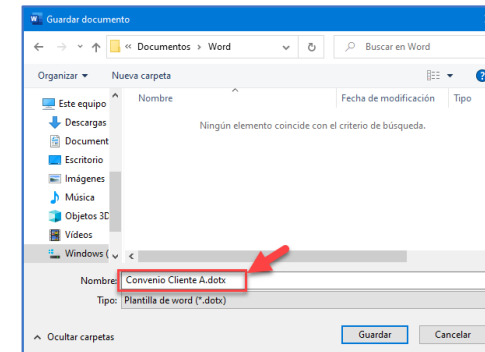 Guardar documento
« Documentos › Word
Buscar en Word
Organizar
Nueva carpeta
Nombre
Fecha de modificación
Tipo
Ningún elemento coincide con el criterio de búsqueda.
Este equipo
Descargas
Document
Escritorio
Imágenes
Música
Objetos 3D
Vídeos
Windows (
Nombre:
Convenio Cliente A.dotx
Tipo:
Plantilla de word (*.dotx)
Ocultar carpetas
Guardar
Cancelar